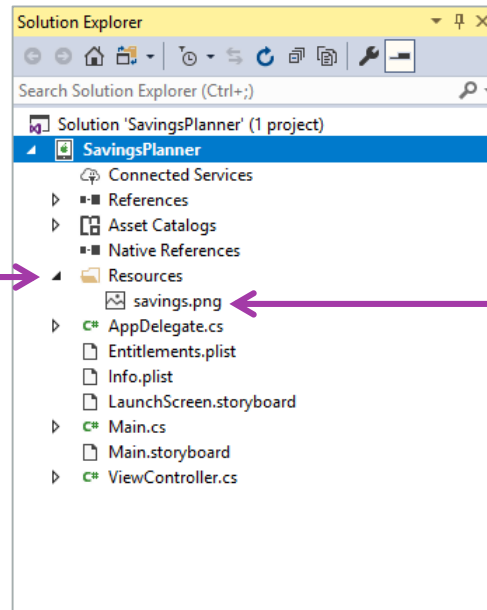 Solution Explorer
Search Solution Explorer (Ctrl+;)
Solution 'SavingsPlanner' (1 project)
SavingsPlanner
Connected Services
References
Asset Catalogs
Native References
Resources
savings.png
C# AppDelegate.cs
Entitlements.plist
Info.plist
LaunchScreen.storyboard
C# Main.cs
Main.storyboard
C# ViewController.cs